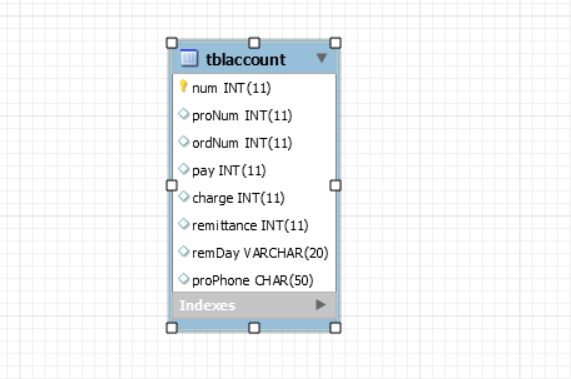 tblaccount
num INT(11)
proNum INT(11)
ordNum INT(11)
pay INT(11)
charge INT(11)
remittance INT(11)
remDay VARCHAR(20)
proPhone CHAR(50)
Indexes